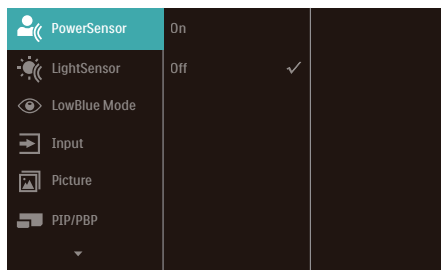 PowerSensor
On
LightSensor
Off
LowBlue Mode
Input
Picture
PIP/PBP